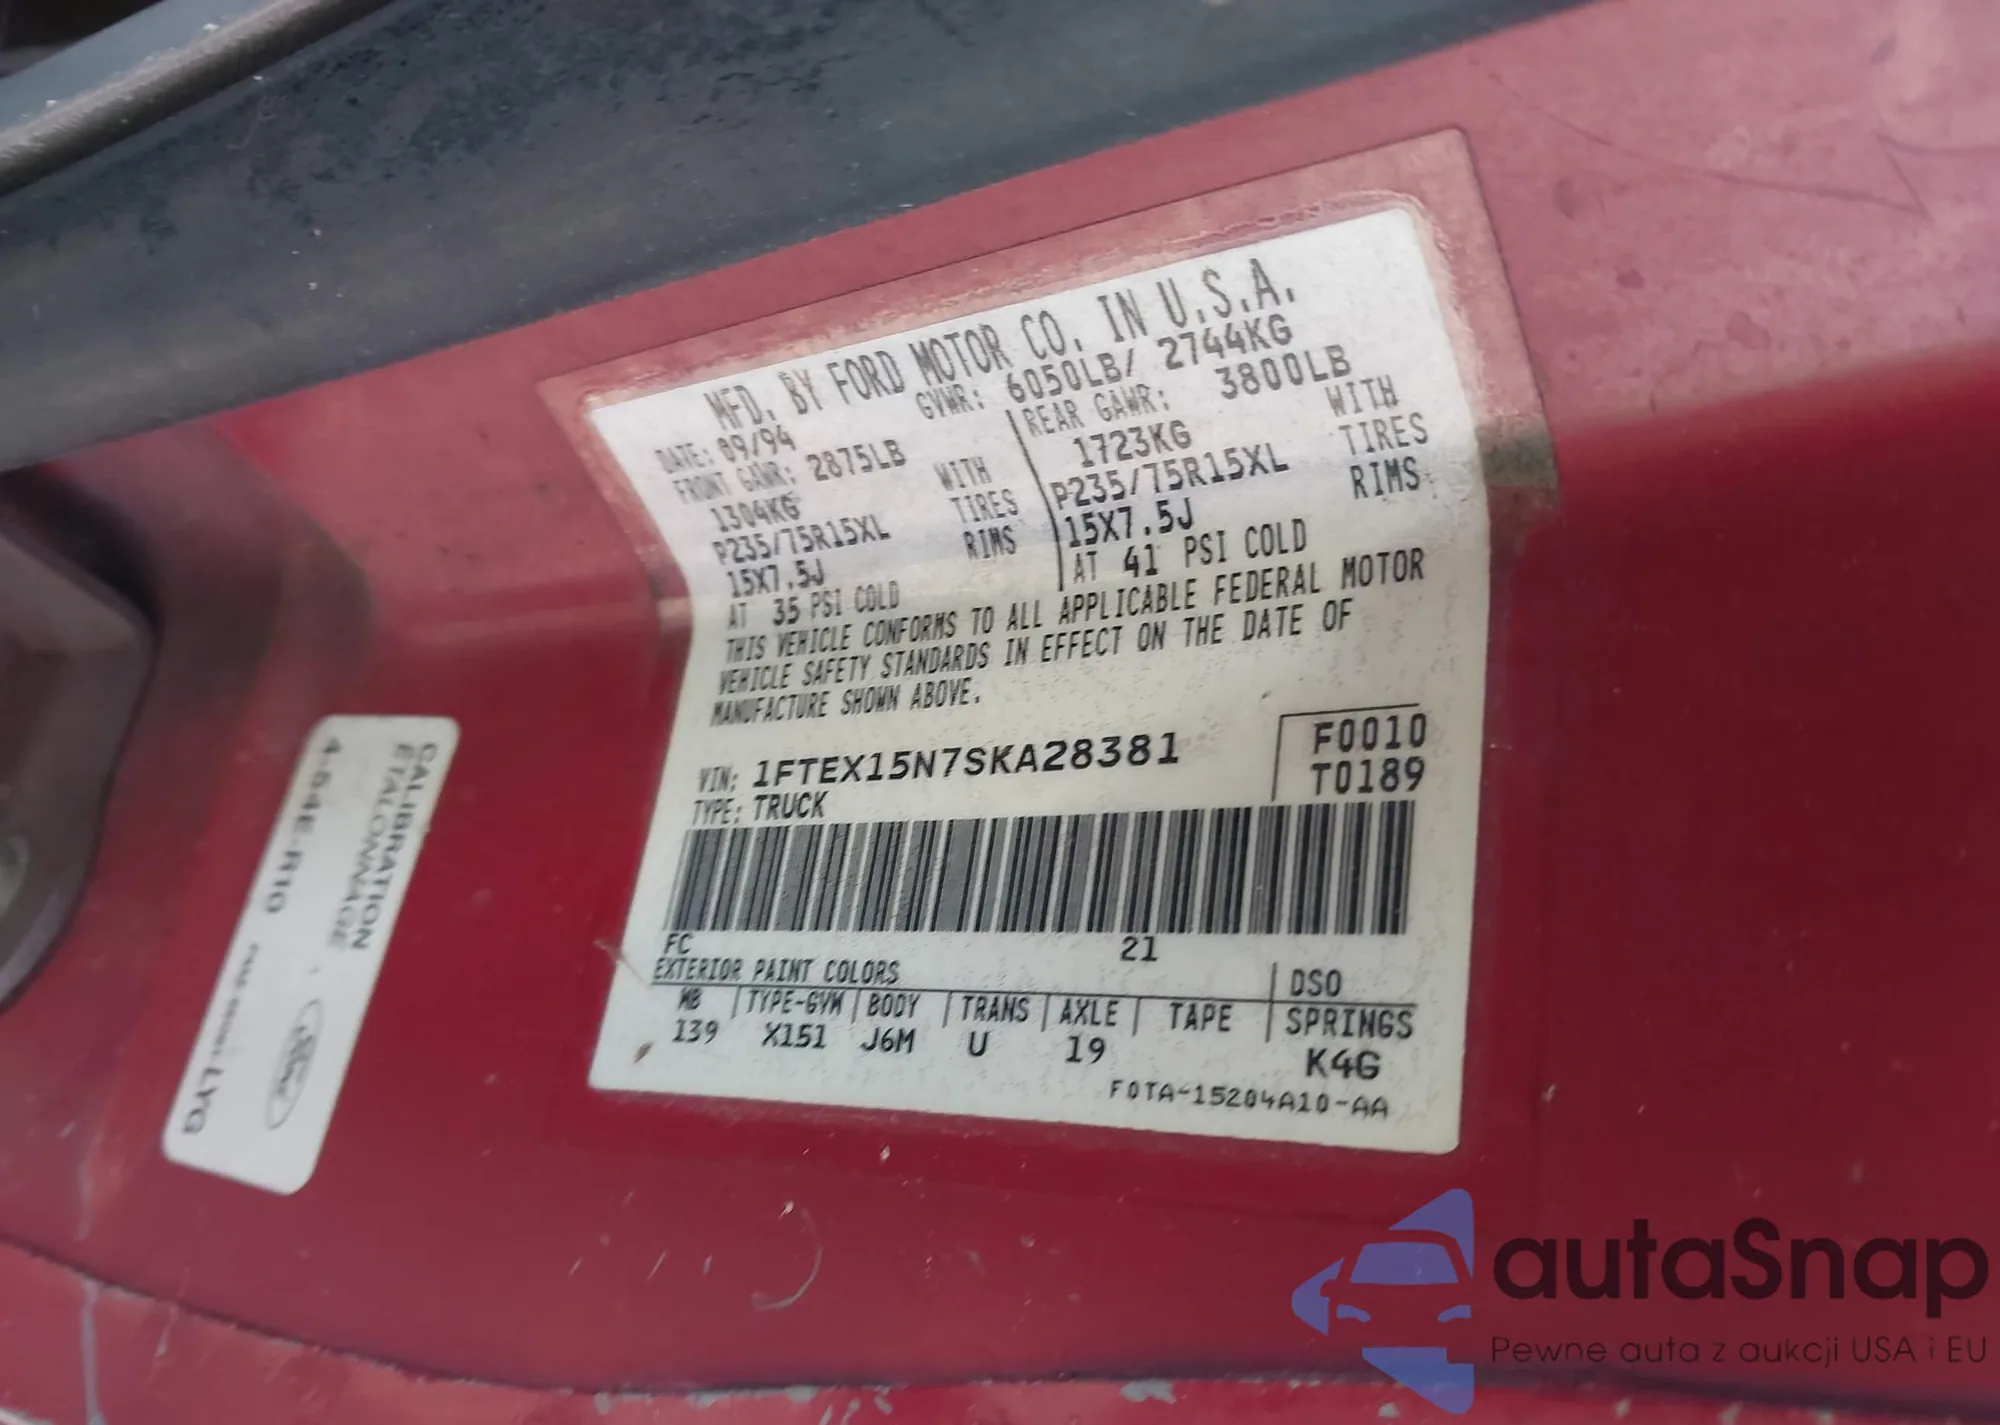 MFD. BY FORD MOTOR CO. IN U.S.A.
DATE: 09/94 GVWR: 6050LB/ 2744KG
FRONT GAWR: 2875LB REAR GAWR: 3800LB
1304KG WITH 1723KG WITH
P235/75R15XL TIRES P235/75R15XL TIRES
15X7.5J RIMS 15X7.5J RIMS
AT 35 PSI COLD AT 41 PSI COLD
THIS VEHICLE CONFORMS TO ALL APPLICABLE FEDERAL MOTOR
VEHICLE SAFETY STANDARDS IN EFFECT ON THE DATE OF
MANUFACTURE SHOWN ABOVE.
VIN: 1FTEX15N7SKA28381 F0010
TYPE: TRUCK T0189
FC 21
EXTERIOR PAINT COLORS DSO
WB TYPE-GVW BODY TRANS AXLE TAPE SPRINGS
139 X151 J6M U 19 K4G
F0TA-15204A10-AA
CALIBRATION
ETALONNAGE
4-64E-R10
LYG
Ford
autaSnap
Pewne auta z aukcji USA i EU